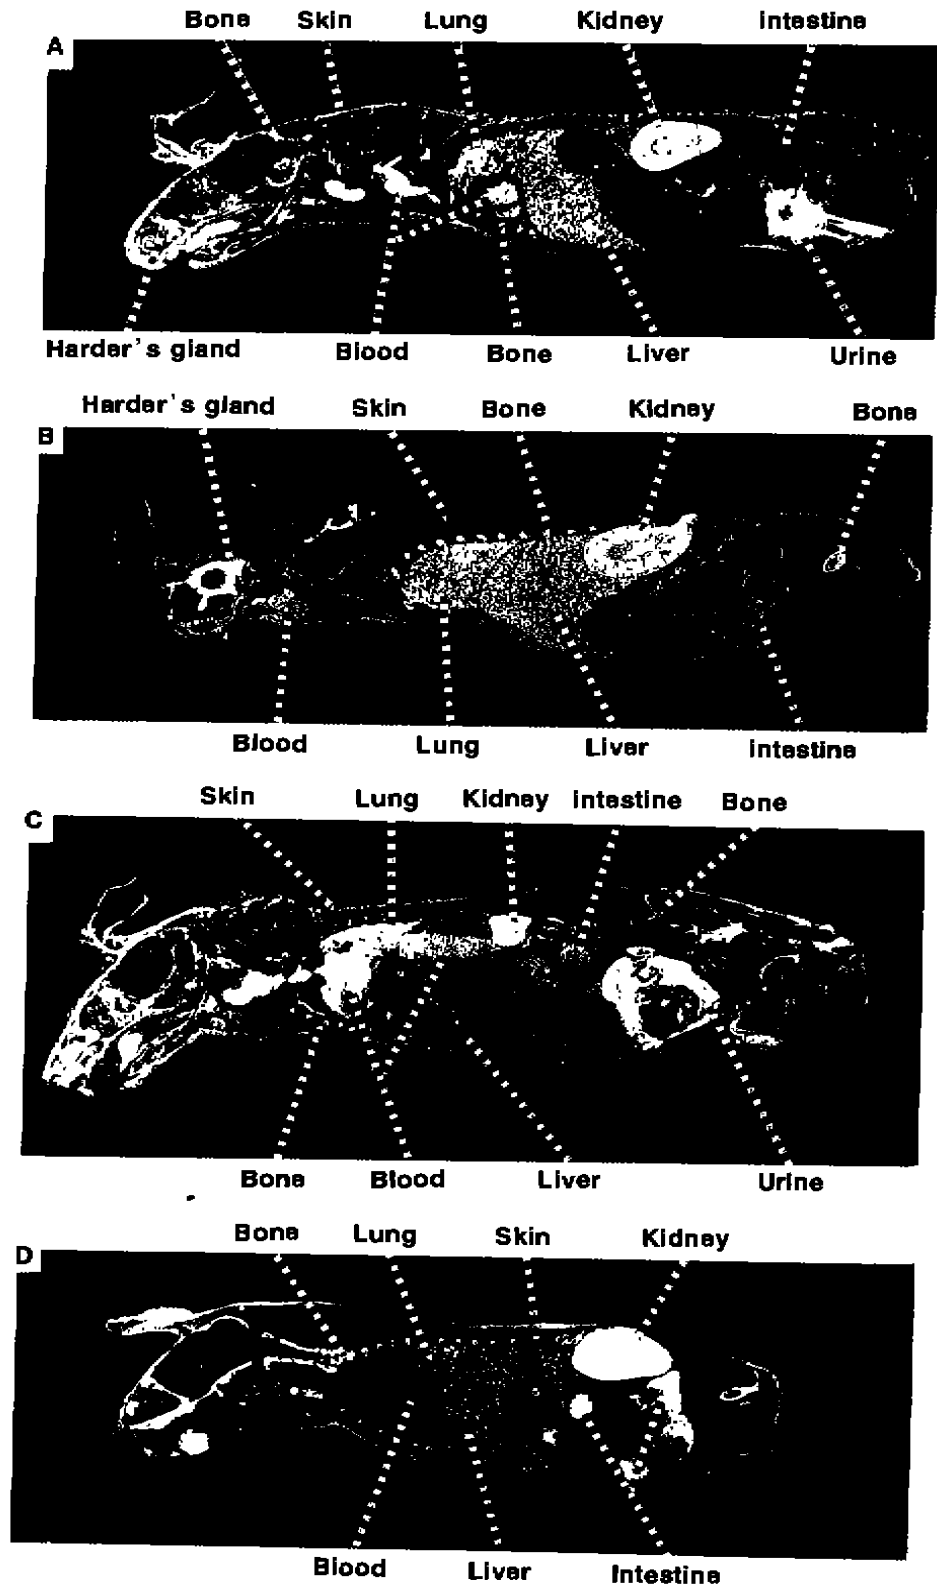 Bone Skin Lung Kidney intestine
A
Harder's gland Blood Bone Liver Urine
Harder's gland Skin Bone Kidney Bone
B
Blood Lung Liver intestine
Skin Lung Kidney intestine Bone
C
Bone Blood Liver Urine
Bone Lung Skin Kidney
D
Blood Liver Intestine